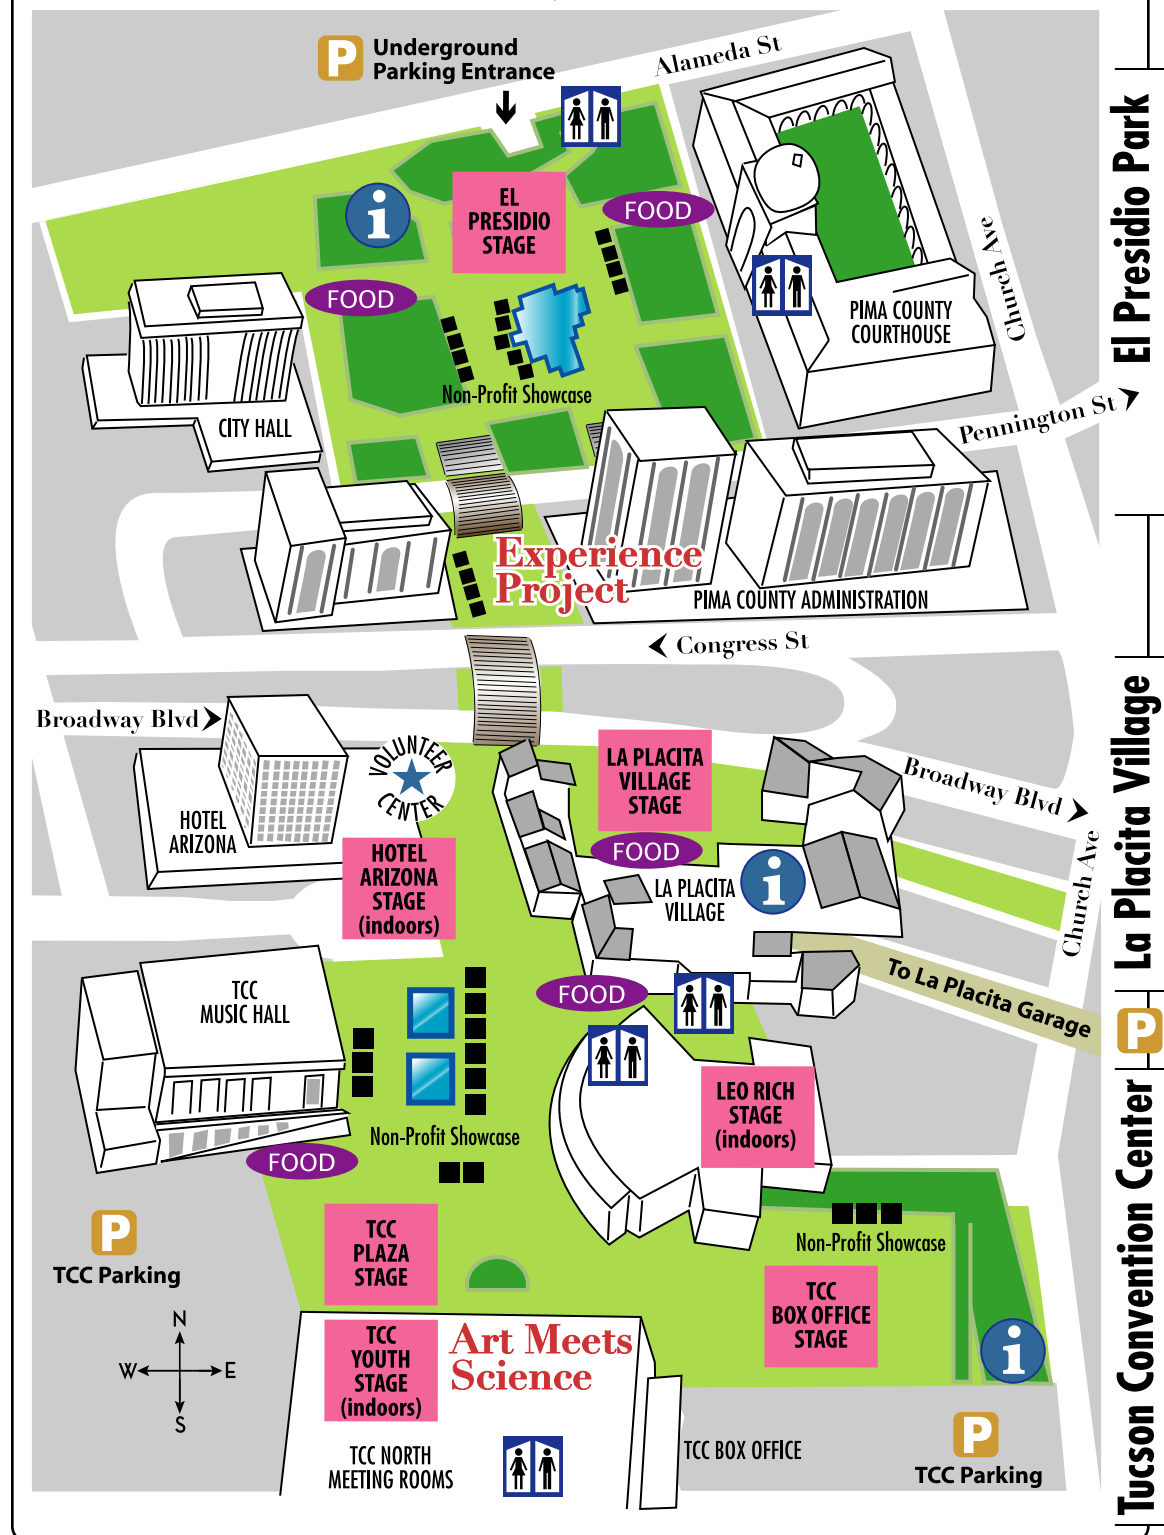 P
Underground
Parking Entrance
Alameda St
El Presidio Park
i
EL
PRESIDIO
STAGE
FOOD
Church Ave
FOOD
PIMA COUNTY
COURTHOUSE
Non-Profit Showcase
CITY HALL
Pennington St
Experience
Project
PIMA COUNTY ADMINISTRATION
Congress St
La Placita Village
Broadway Blvd
VOLUNTEER
CENTER
LA PLACITA
VILLAGE
STAGE
Broadway Blvd
HOTEL
ARIZONA
HOTEL
ARIZONA
STAGE
(indoors)
FOOD
LA PLACITA
VILLAGE
i
Church Ave
TCC
MUSIC HALL
FOOD
To La Placita Garage
P
LEO RICH
STAGE
(indoors)
Non-Profit Showcase
FOOD
Tucson Convention Center
P
TCC Parking
TCC
PLAZA
STAGE
Non-Profit Showcase
TCC
BOX OFFICE
STAGE
N
W
E
S
TCC
YOUTH
STAGE
(indoors)
Art Meets
Science
i
TCC NORTH
MEETING ROOMS
TCC BOX OFFICE
P
TCC Parking